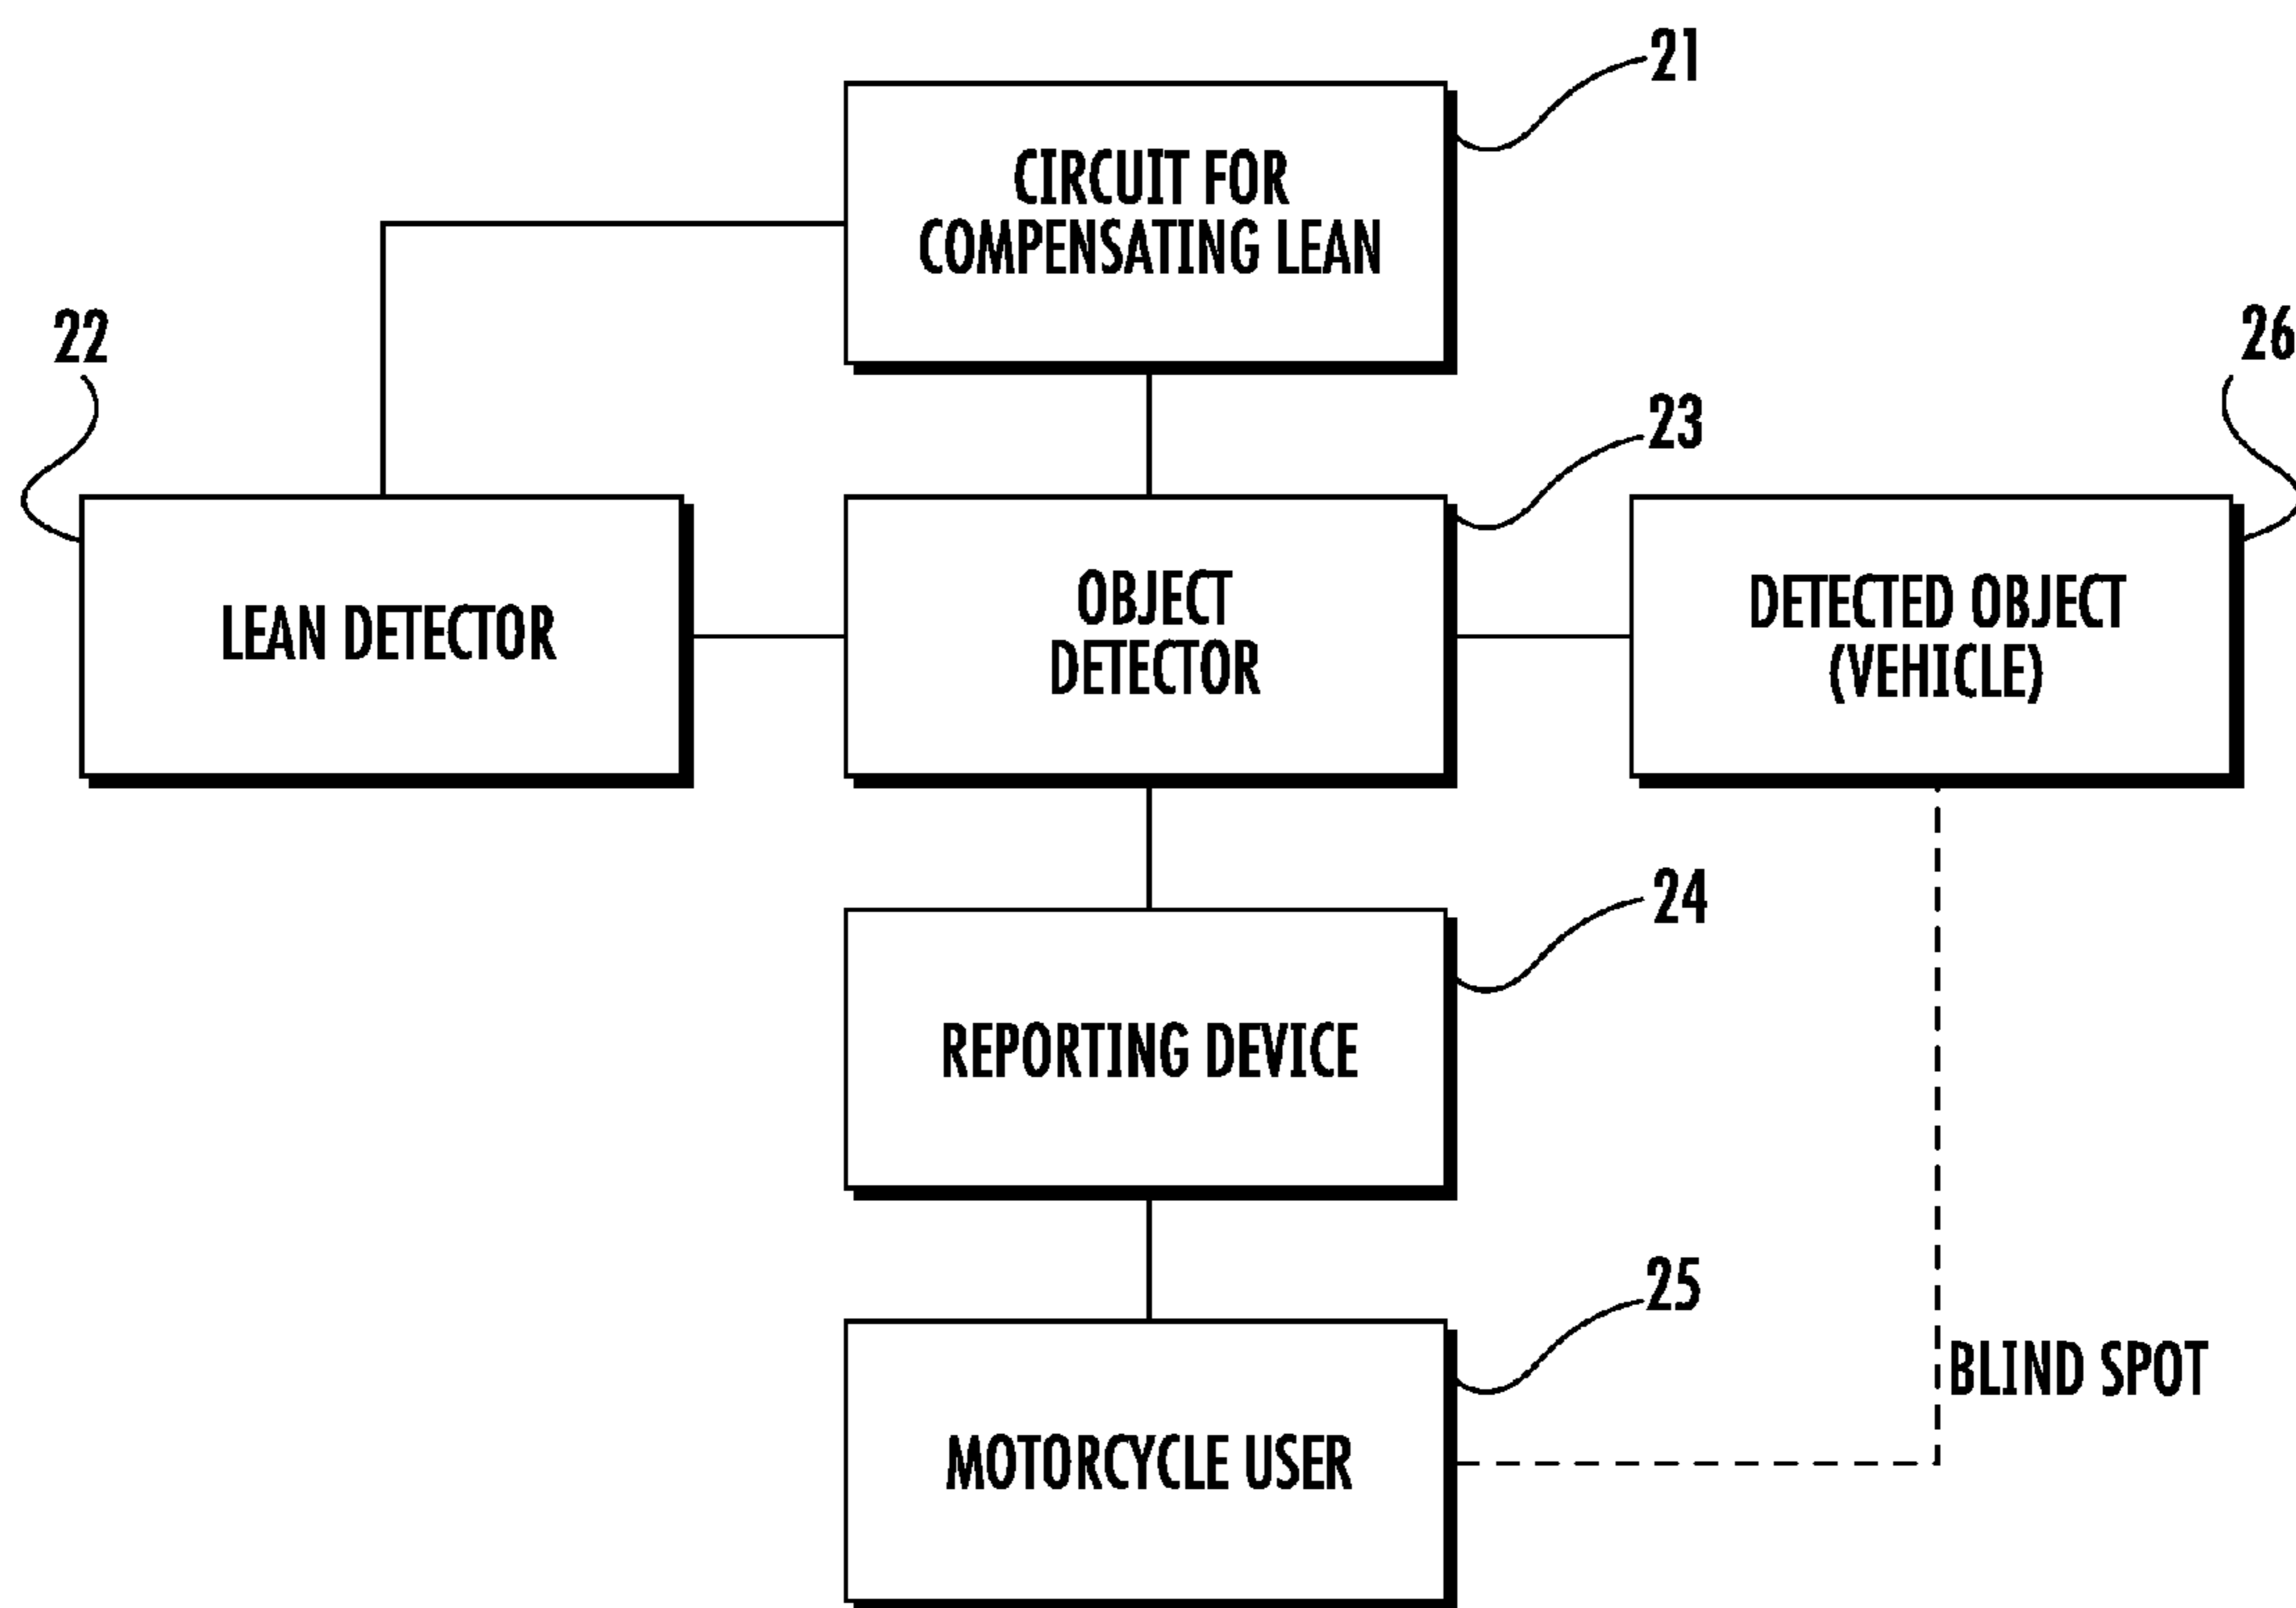 21
CIRCUIT FOR
COMPENSATING LEAN
22
26
23
LEAN DETECTOR
OBJECT
DETECTOR
DETECTED OBJECT
(VEHICLE)
24
REPORTING DEVICE
25
BLIND SPOT
MOTORCYCLE USER